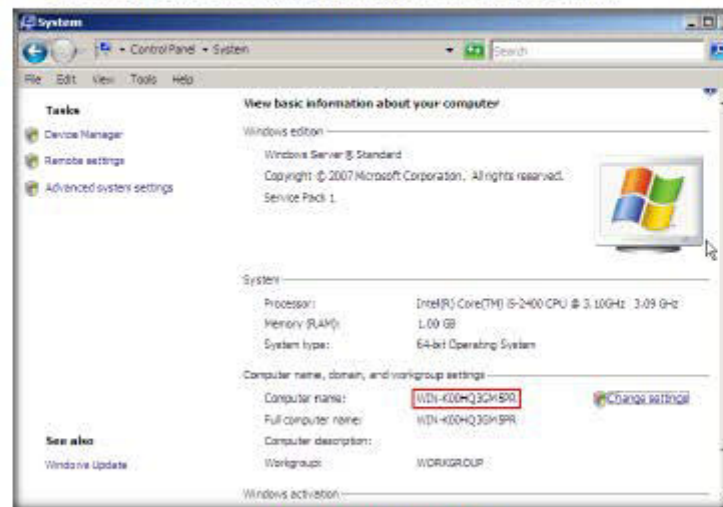 System
Control Panel System
Search
File Edit View Tools Help
Tasks
Device Manager
Remote settings
Advanced system settings
See also
Windows Update
View basic information about your computer
Windows edition
Windows Server ® Standard
Copyright © 2007 Microsoft Corporation. All rights reserved.
Service Pack 1
System
Processor: Intel(R) Core(TM) i5-2400 CPU @ 3.10GHz 3.09 GHz
Memory (RAM): 1.00 GB
System type: 64-bit Operating System
Computer name, domain, and workgroup settings
Computer name: Change settings
Full computer name:
Computer description:
Workgroup: WORKGROUP
Windows activation